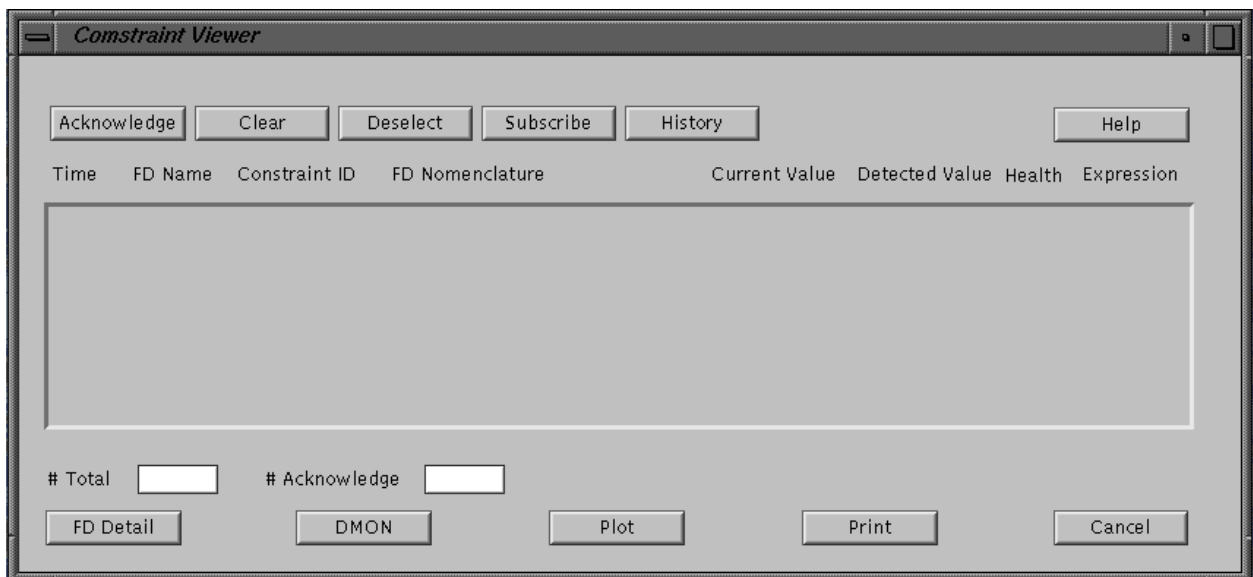 Comstraint Viewer
Acknowledge Clear Deselect Subscribe History Help
Time FD Name Constraint ID FD Nomenclature Current Value Detected Value Health Expression
# Total # Acknowledge
FD Detail DMON Plot Print Cancel